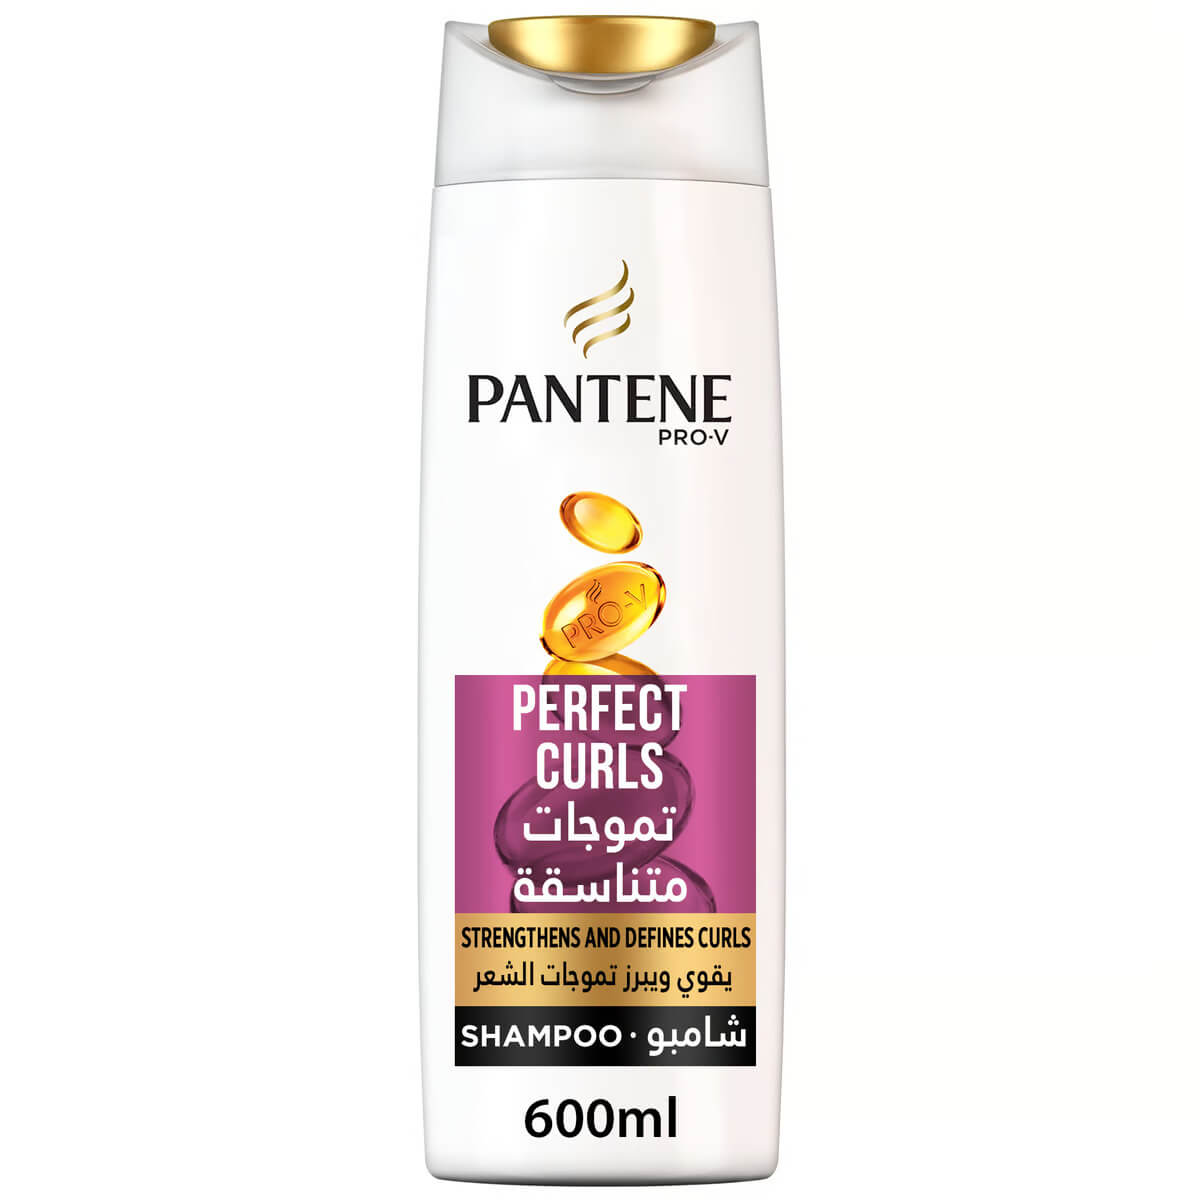 PANTENE
PRO-V
PRO-V
PERFECT
CURLS
تموجات
متناسقة
STRENGTHENS AND DEFINES CURLS
يقوي ويبرز تموجات الشعر
SHAMPOO · شامبو
600ml